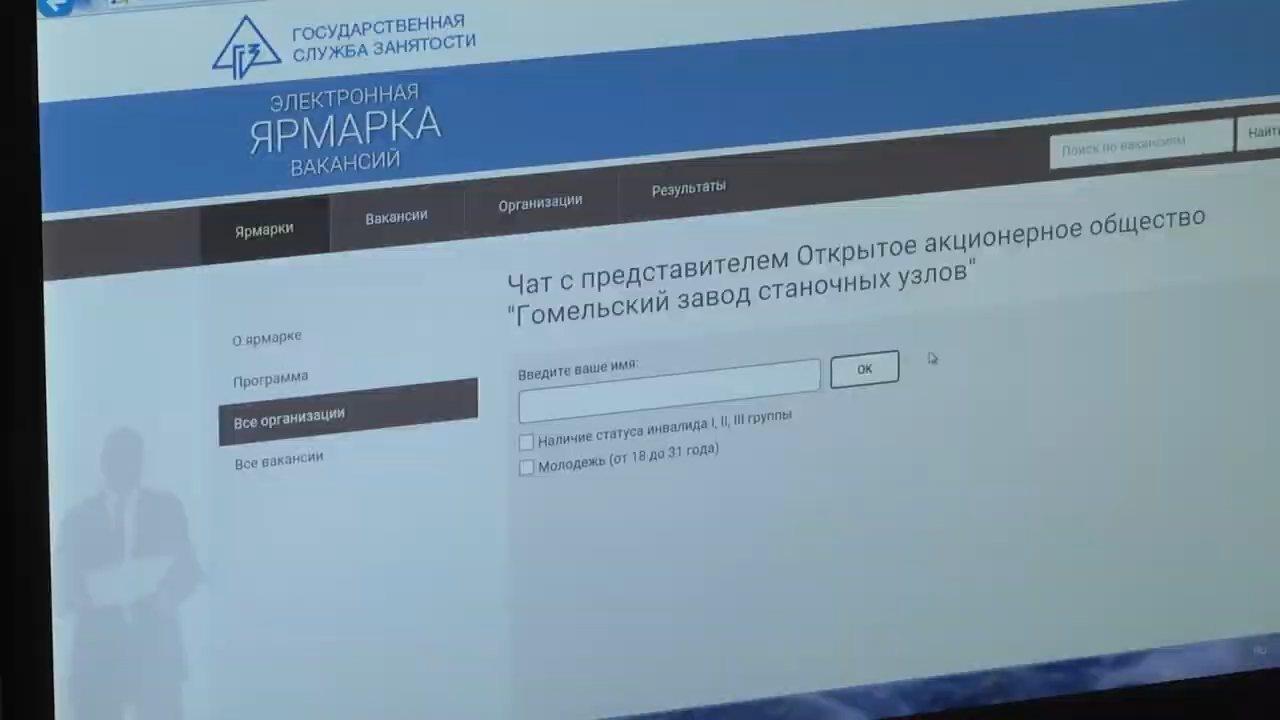 ГОСУДАРСТВЕННАЯ
СЛУЖБА ЗАНЯТОСТИ
ЭЛЕКТРОННАЯ
ЯРМАРКА
ВАКАНСИЙ
Поиск по вакансиям
Найти
Ярмарки
Вакансии
Организации
Результаты
Чат с представителем Открытое акционерное общество
"Гомельский завод станочных узлов"
О ярмарке
Программа
Все организации
Все вакансии
Введите ваше имя:
ОК
Наличие статуса инвалида I, II, III группы
Молодежь (от 18 до 31 года)
RU